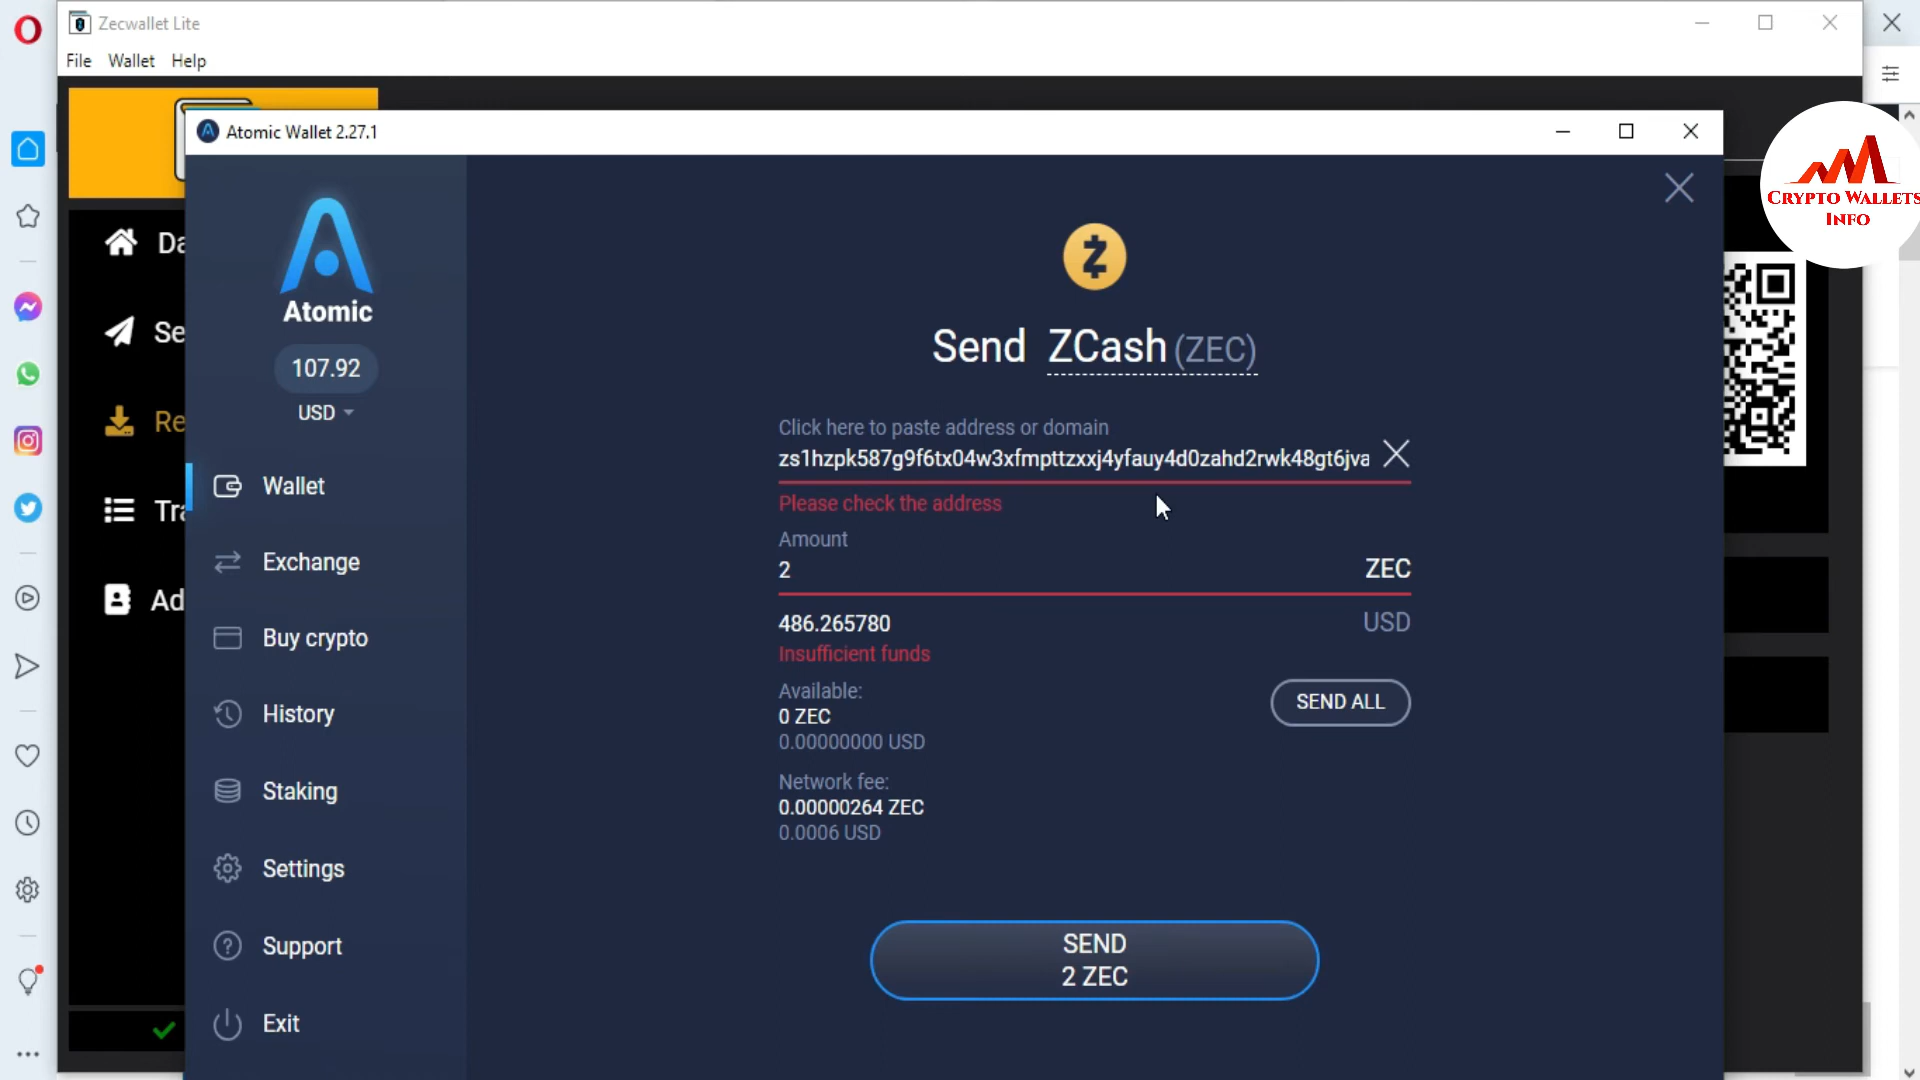 Zecwallet Lite
File Wallet Help
Atomic Wallet 2.27.1
CRYPTO WALLETS
INFO
Atomic
107.92
USD
Wallet
Exchange
Buy crypto
History
Staking
Settings
Support
Exit
Send ZCash (ZEC)
Click here to paste address or domain
zs1hzpk587g9f6tx04w3xfmpttzxxj4yfauy4d0zahd2rwk48gt6jva
Please check the address
Amount
2 ZEC
486.265780 USD
Insufficient funds
Available:
0 ZEC
0.00000000 USD
SEND ALL
Network fee:
0.00000264 ZEC
0.0006 USD
SEND
2 ZEC
Da
Se
Re
Tra
Ad